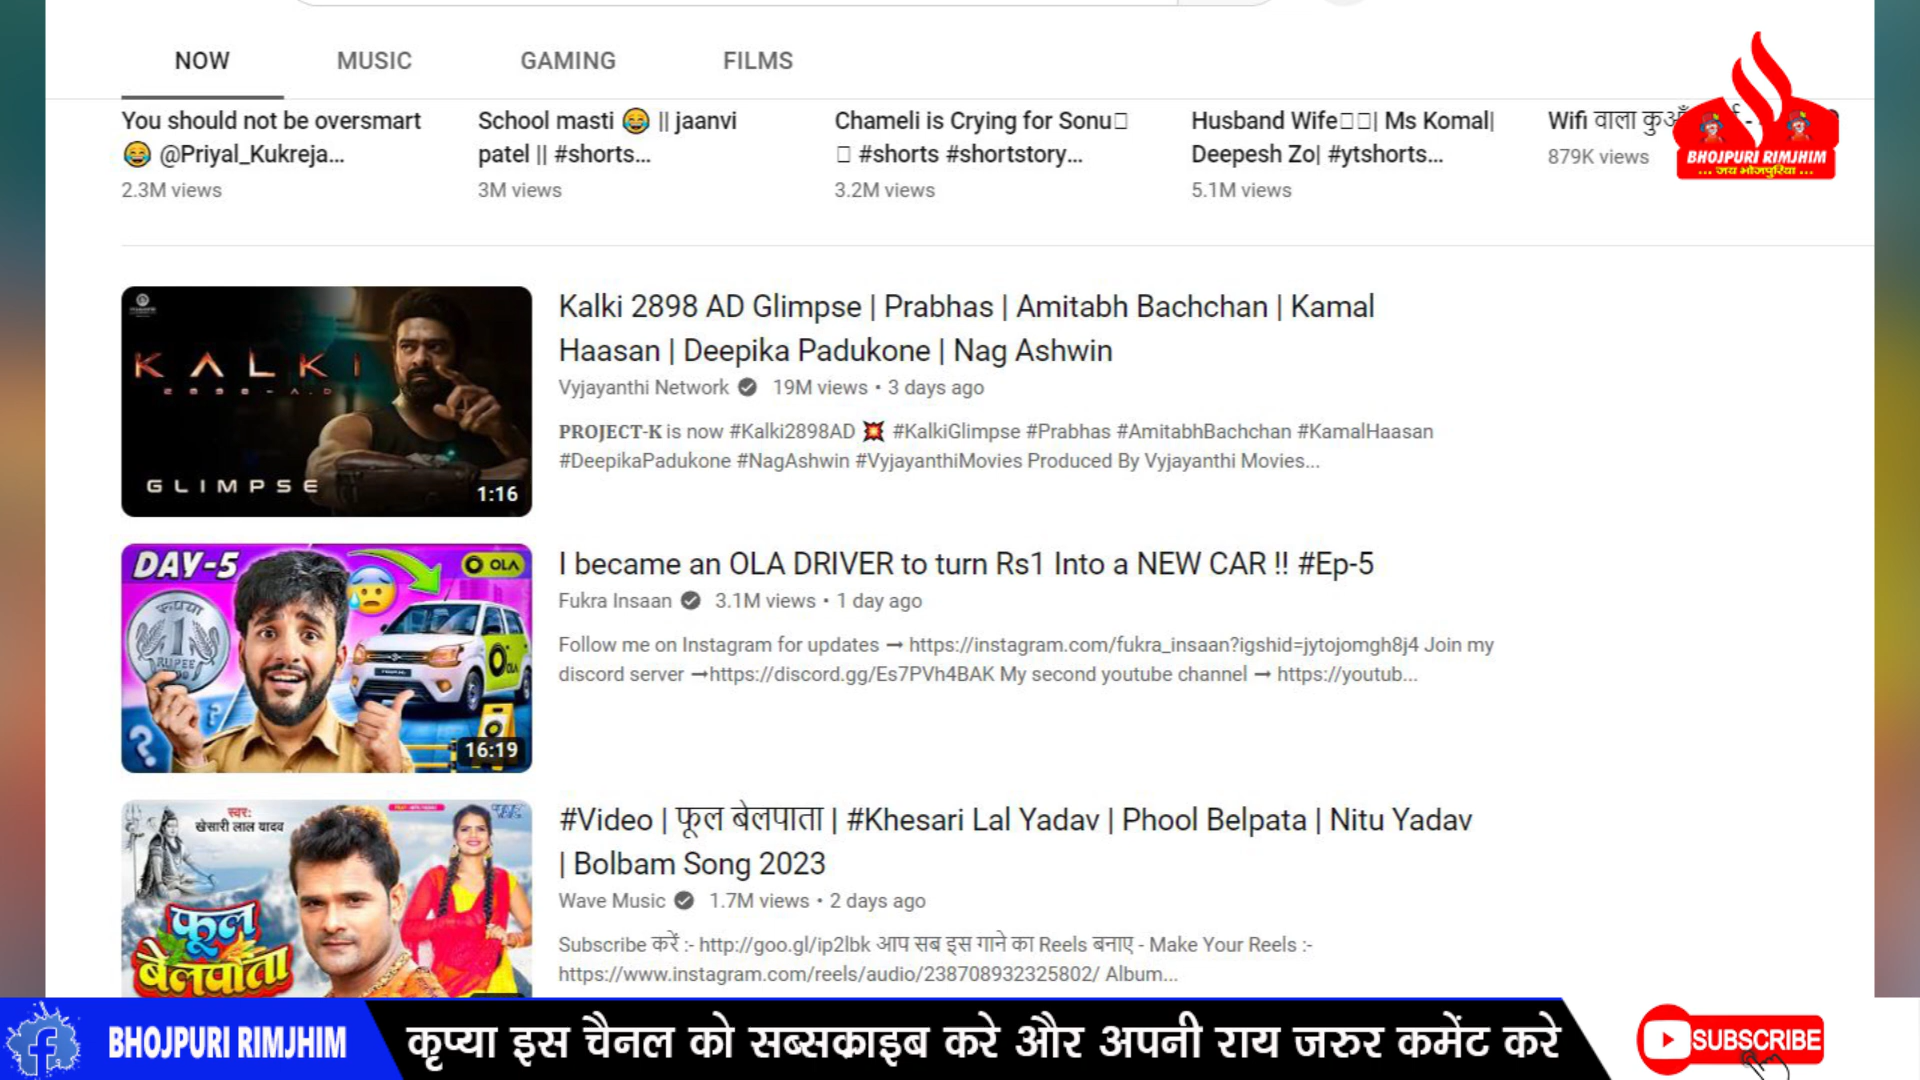 NOW MUSIC GAMING FILMS
You should not be oversmart
😂 @Priyal_Kukreja...
2.3M views
School masti 😂 || jaanvi
patel || #shorts...
3M views
Chameli is Crying for Sonu
#shorts #shortstory...
3.2M views
Husband Wife | Ms Komal|
Deepesh Zo| #ytshorts...
5.1M views
Wifi वाला
879K views
BHOJPURI RIMJHIM
... जय भोजपुरिया ...
KALKI
2898 - A.D
GLIMPSE
1:16
Kalki 2898 AD Glimpse | Prabhas | Amitabh Bachchan | Kamal
Haasan | Deepika Padukone | Nag Ashwin
Vyjayanthi Network 19M views • 3 days ago
PROJECT-K is now #Kalki2898AD 💥 #KalkiGlimpse #Prabhas #AmitabhBachchan #KamalHaasan
#DeepikaPadukone #NagAshwin #VyjayanthiMovies Produced By Vyjayanthi Movies...
DAY-5
OLA
रुपया
1
RUPEE
OLA
?
16:19
I became an OLA DRIVER to turn Rs1 Into a NEW CAR !! #Ep-5
Fukra Insaan 3.1M views • 1 day ago
Follow me on Instagram for updates ➞ https://instagram.com/fukra_insaan?igshid=jytojomgh8j4 Join my
discord server ➞https://discord.gg/Es7PVh4BAK My second youtube channel ➞ https://youtub...
स्वर:
खेसारी लाल यादव
फूल
बेलपाता
#Video | फूल बेलपाता | #Khesari Lal Yadav | Phool Belpata | Nitu Yadav
| Bolbam Song 2023
Wave Music 1.7M views • 2 days ago
Subscribe करें :- http://goo.gl/ip2lbk आप सब इस गाने का Reels बनाए - Make Your Reels :-
https://www.instagram.com/reels/audio/238708932325802/ Album...
f BHOJPURI RIMJHIM
कृप्या इस चैनल को सब्सक्राइब करे और अपनी राय जरुर कमेंट करे
SUBSCRIBE